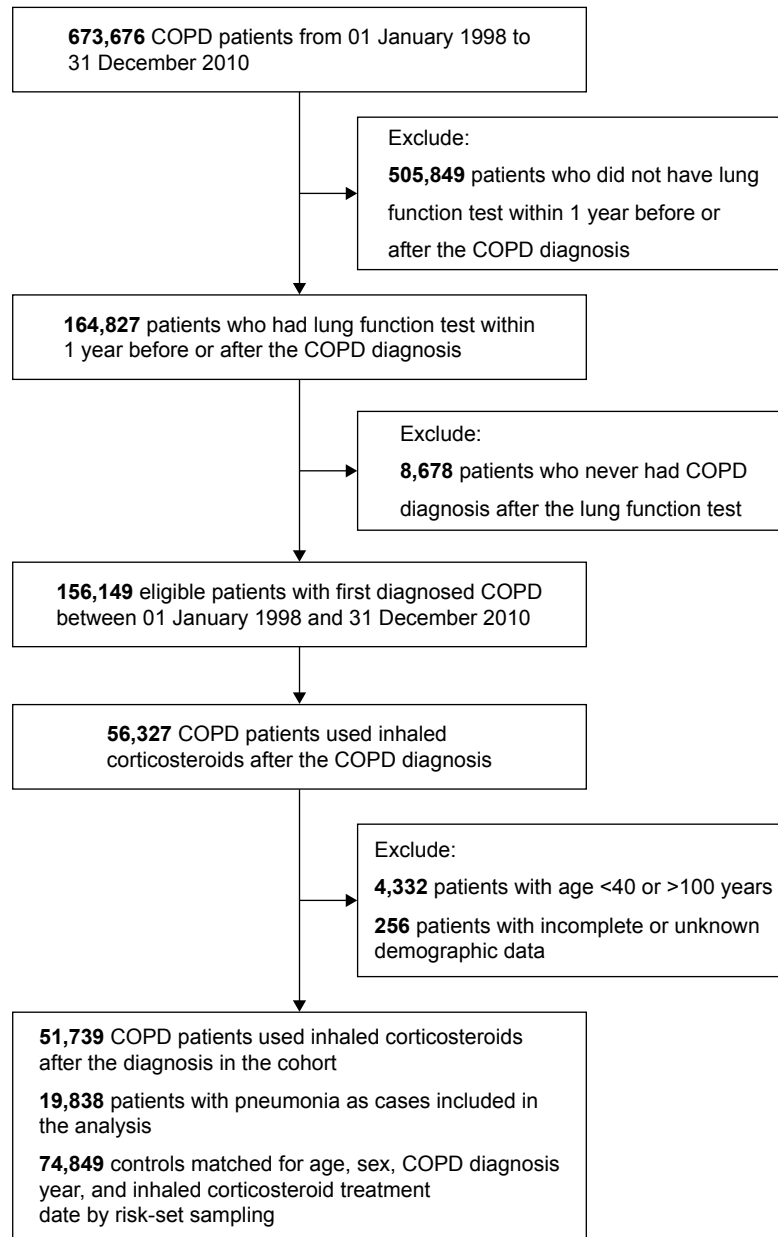 673,676 COPD patients from 01 January 1998 to
31 December 2010
Exclude:
505,849 patients who did not have lung
function test within 1 year before or
after the COPD diagnosis
164,827 patients who had lung function test within
1 year before or after the COPD diagnosis
Exclude:
8,678 patients who never had COPD
diagnosis after the lung function test
156,149 eligible patients with first diagnosed COPD
between 01 January 1998 and 31 December 2010
56,327 COPD patients used inhaled
corticosteroids after the COPD diagnosis
Exclude:
4,332 patients with age <40 or >100 years
256 patients with incomplete or unknown
demographic data
51,739 COPD patients used inhaled corticosteroids
after the diagnosis in the cohort
19,838 patients with pneumonia as cases included in
the analysis
74,849 controls matched for age, sex, COPD diagnosis
year, and inhaled corticosteroid treatment
date by risk-set sampling